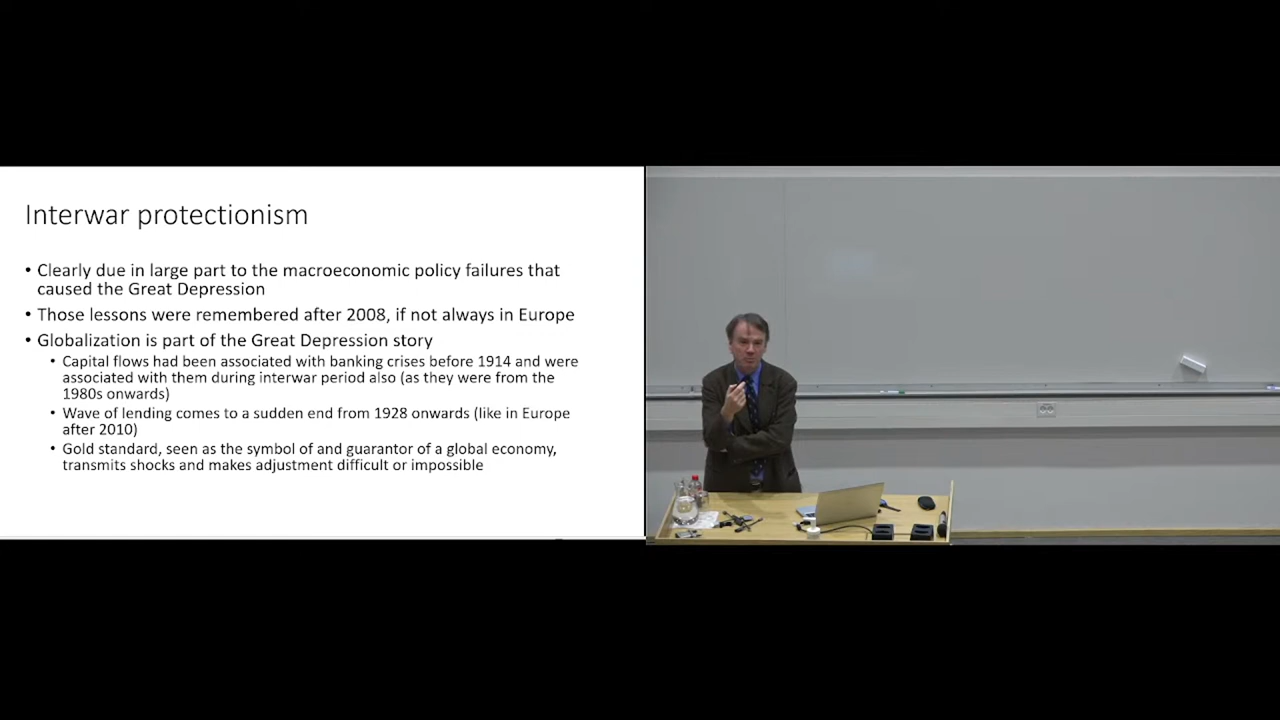 Interwar protectionism
• Clearly due in large part to the macroeconomic policy failures that
caused the Great Depression
• Those lessons were remembered after 2008, if not always in Europe
• Globalization is part of the Great Depression story
• Capital flows had been associated with banking crises before 1914 and were
associated with them during interwar period also (as they were from the
1980s onwards)
• Wave of lending comes to a sudden end from 1928 onwards (like in Europe
after 2010)
• Gold standard, seen as the symbol of and guarantor of a global economy,
transmits shocks and makes adjustment difficult or impossible